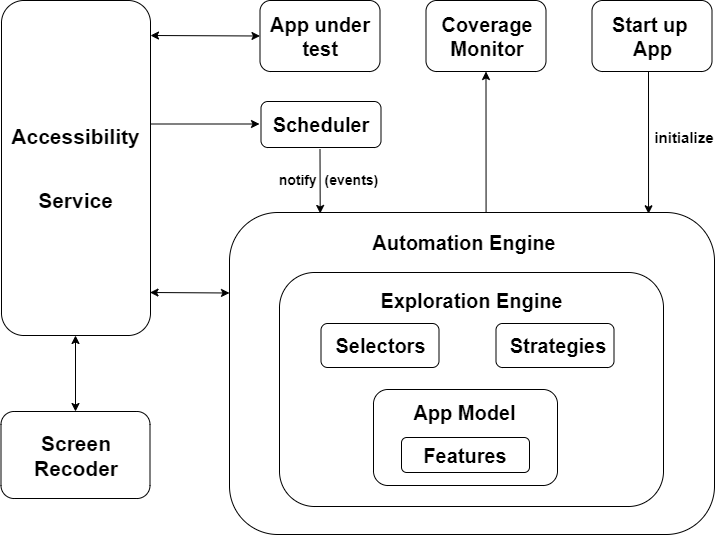 App under
test
Coverage
Monitor
Start up
App
Accessibility
Service
Scheduler
initialize
notify (events)
Automation Engine
Exploration Engine
Selectors
Strategies
App Model
Features
Screen
Recoder